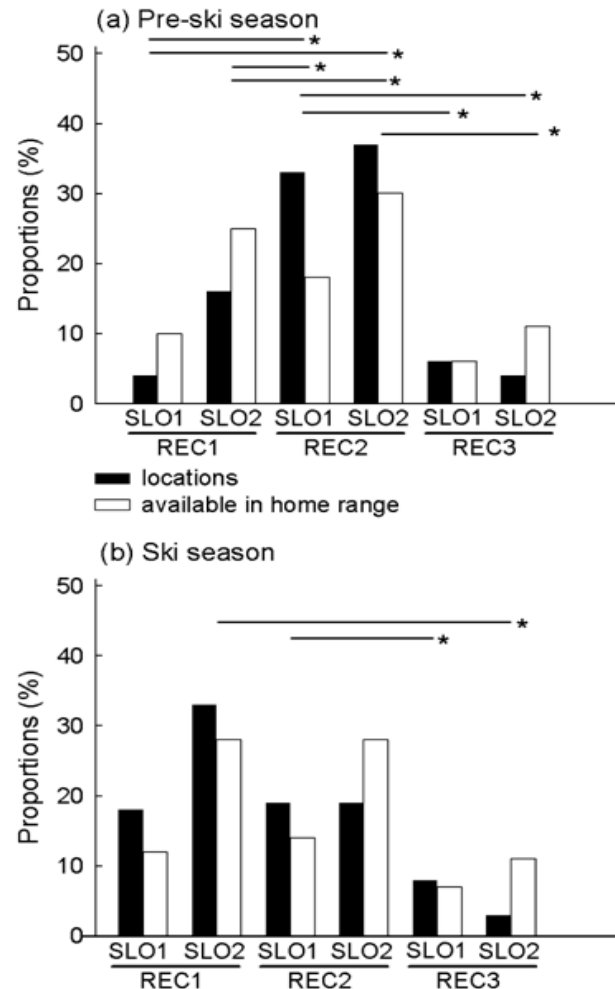 (a) Pre-ski season
*
*
*
*
*
*
*
50
40
30
20
10
0
Proportions (%)
SLO1 SLO2 SLO1 SLO2 SLO1 SLO2
REC1 REC2 REC3
locations
available in home range
(b) Ski season
*
*
50
40
30
20
10
0
Proportions (%)
SLO1 SLO2 SLO1 SLO2 SLO1 SLO2
REC1 REC2 REC3